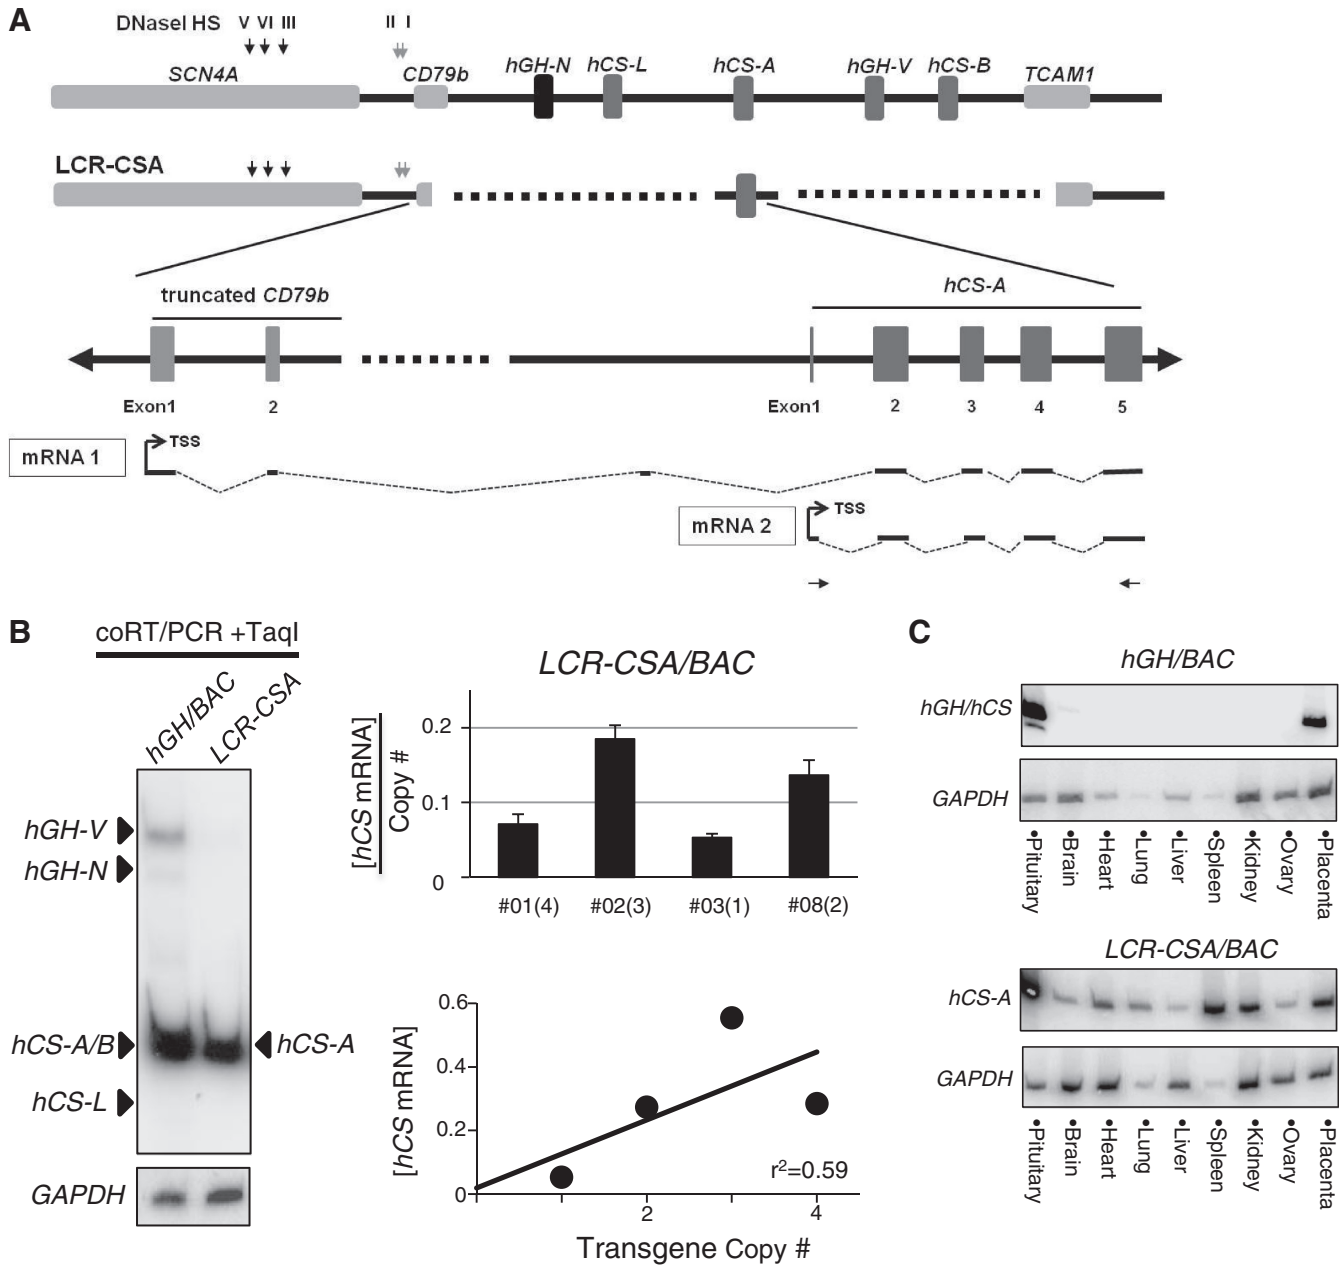 A
DNaseI HS V VI III II I
SCN4A CD79b hGH-N hCS-L hCS-A hGH-V hCS-B TCAM1
LCR-CSA
truncated CD79b hCS-A
Exon1 2 Exon1 2 3 4 5
mRNA 1 TSS
mRNA 2 TSS
B
coRT/PCR +TaqI
hGH/BAC
LCR-CSA
hGH-V
hGH-N
hCS-A/B
hCS-A
hCS-L
GAPDH
LCR-CSA/BAC
[hCS mRNA]
Copy #
0.2
0.1
0
#01(4) #02(3) #03(1) #08(2)
[hCS mRNA]
0.6
0.4
0.2
0
r²=0.59
2 4
Transgene Copy #
C
hGH/BAC
hGH/hCS
GAPDH
•Pituitary
•Brain
•Heart
•Lung
•Liver
•Spleen
•Kidney
•Ovary
•Placenta
LCR-CSA/BAC
hCS-A
GAPDH
•Pituitary
•Brain
•Heart
•Lung
•Liver
•Spleen
•Kidney
•Ovary
•Placenta